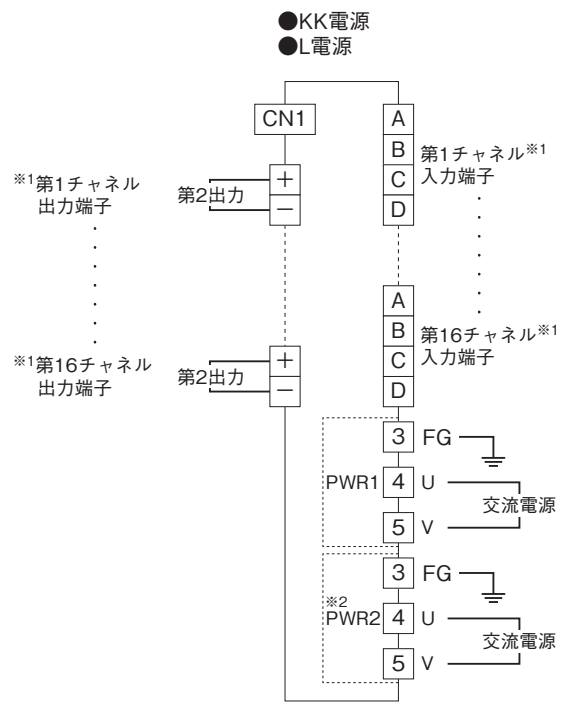 ●KK電源
●L電源
CN1
A
B
C
D
第1チャネル※1
入力端子
※1第1チャネル
出力端子
第2出力
+
−
A
B
C
D
第16チャネル※1
入力端子
※1第16チャネル
出力端子
第2出力
+
−
PWR1
3 FG
4 U
5 V
交流電源
※2
PWR2
3 FG
4 U
5 V
交流電源